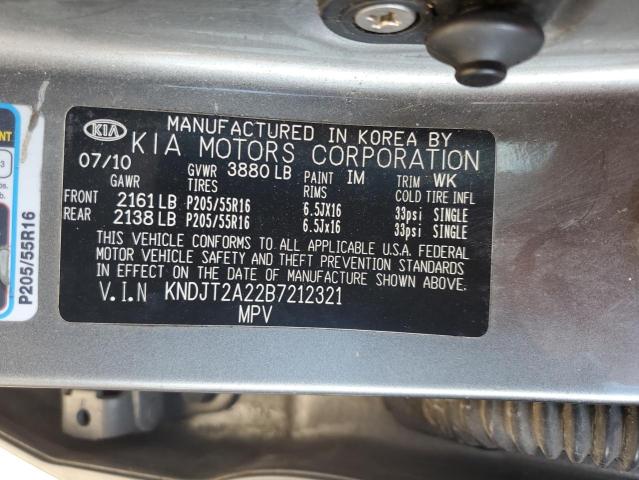 KIA
MANUFACTURED IN KOREA BY
KIA MOTORS CORPORATION
07/10 GVWR 3880 LB PAINT IM TRIM WK
GAWR TIRES RIMS COLD TIRE INFL
FRONT 2161 LB P205/55R16 6.5JX16 33psi SINGLE
REAR 2138 LB P205/55R16 6.5Jx16 33psi SINGLE
THIS VEHICLE CONFORMS TO ALL APPLICABLE U.S.A. FEDERAL
MOTOR VEHICLE SAFETY AND THEFT PREVENTION STANDARDS
IN EFFECT ON THE DATE OF MANUFACTURE SHOWN ABOVE.
V.I.N KNDJT2A22B7212321
MPV
P205/55R16
3